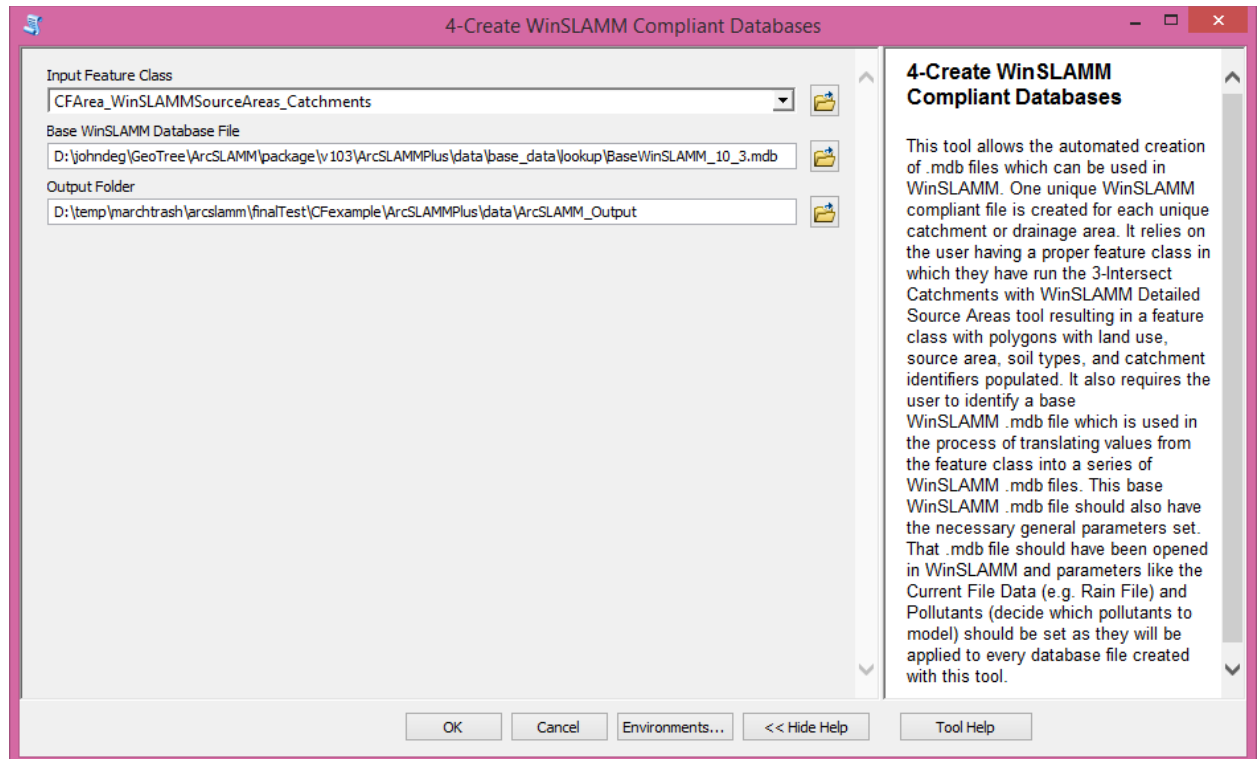 4-Create WinSLAMM Compliant Databases
Input Feature Class
CFArea_WinSLAMMSourceAreas_Catchments
Base WinSLAMM Database File
D:\johndeg\GeoTree\ArcSLAMM\package\v103\ArcSLAMMPlus\data\base_data\lookup\BaseWinSLAMM_10_3.mdb
Output Folder
D:\temp\marchtrash\arcslamm\finalTest\CFexample\ArcSLAMMPlus\data\ArcSLAMM_Output
4-Create WinSLAMM
Compliant Databases
This tool allows the automated creation
of .mdb files which can be used in
WinSLAMM. One unique WinSLAMM
compliant file is created for each unique
catchment or drainage area. It relies on
the user having a proper feature class in
which they have run the 3-Intersect
Catchments with WinSLAMM Detailed
Source Areas tool resulting in a feature
class with polygons with land use,
source area, soil types, and catchment
identifiers populated. It also requires the
user to identify a base
WinSLAMM .mdb file which is used in
the process of translating values from
the feature class into a series of
WinSLAMM .mdb files. This base
WinSLAMM .mdb file should also have
the necessary general parameters set.
That .mdb file should have been opened
in WinSLAMM and parameters like the
Current File Data (e.g. Rain File) and
Pollutants (decide which pollutants to
model) should be set as they will be
applied to every database file created
with this tool.
OK
Cancel
Environments...
<< Hide Help
Tool Help